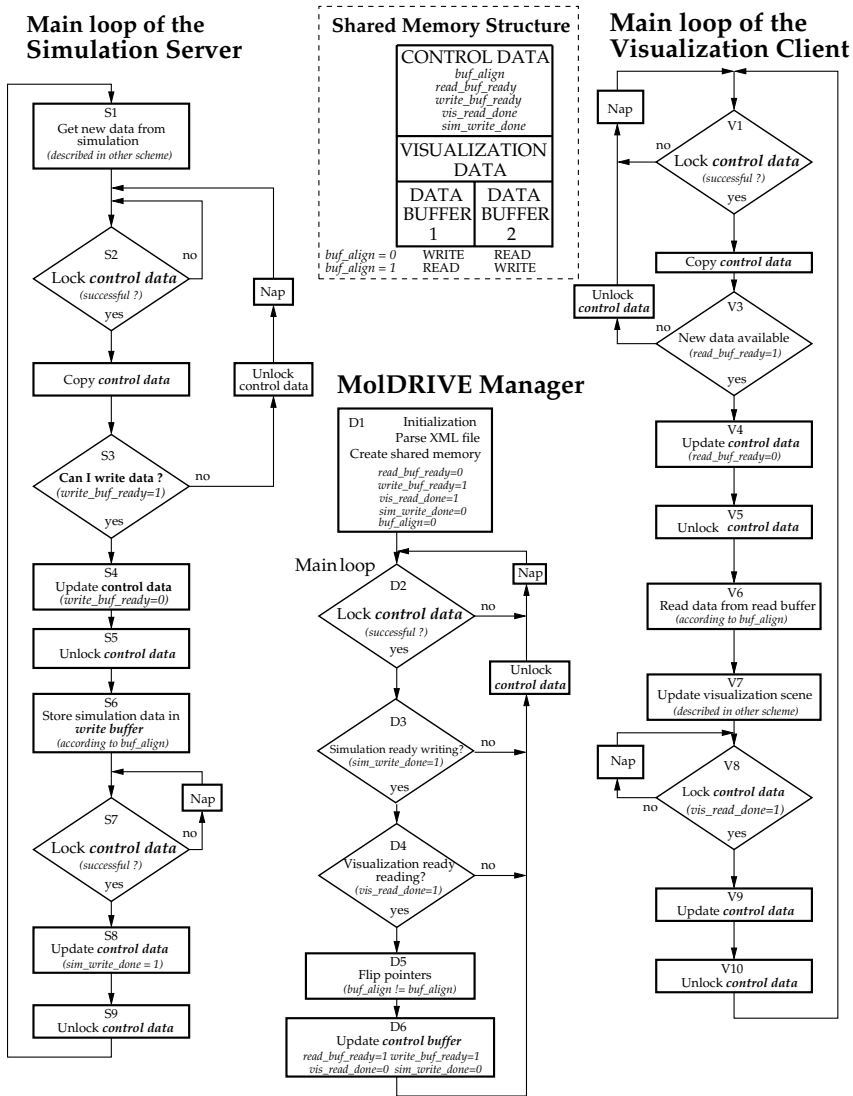 Main loop of the
Simulation Server
S1
Get new data from
simulation
(described in other scheme)
S2
Lock control data
(successful ?)
no
yes
Nap
Copy control data
Unlock
control data
S3
Can I write data ?
(write_buf_ready=1)
no
yes
S4
Update control data
(write_buf_ready=0)
S5
Unlock control data
S6
Store simulation data in
write buffer
(according to buf_align)
Nap
S7
Lock control data
(successful ?)
no
yes
S8
Update control data
(sim_write_done = 1)
S9
Unlock control data
Shared Memory Structure
CONTROL DATA
buf_align
read_buf_ready
write_buf_ready
vis_read_done
sim_write_done
VISUALIZATION
DATA
DATA DATA
BUFFER BUFFER
1 2
buf_align = 0 WRITE READ
buf_align = 1 READ WRITE
MolDRIVE Manager
D1 Initialization
Parse XML file
Create shared memory
read_buf_ready=0
write_buf_ready=1
vis_read_done=1
sim_write_done=0
buf_align=0
Main loop
Nap
D2
Lock control data
(successful ?)
no
yes
Unlock
control data
D3
Simulation ready writing?
(sim_write_done=1)
no
yes
D4
Visualization ready
reading?
(vis_read_done=1)
no
yes
D5
Flip pointers
(buf_align != buf_align)
D6
Update control buffer
read_buf_ready=1 write_buf_ready=1
vis_read_done=0 sim_write_done=0
Main loop of the
Visualization Client
Nap
V1
Lock control data
(successful ?)
no
yes
Copy control data
Unlock
control data
V3
New data available
(read_buf_ready=1)
no
yes
V4
Update control data
(read_buf_ready=0)
V5
Unlock control data
V6
Read data from read buffer
(according to buf_align)
V7
Update visualization scene
(described in other scheme)
Nap
V8
Lock control data
(vis_read_done=1)
no
yes
V9
Update control data
V10
Unlock control data